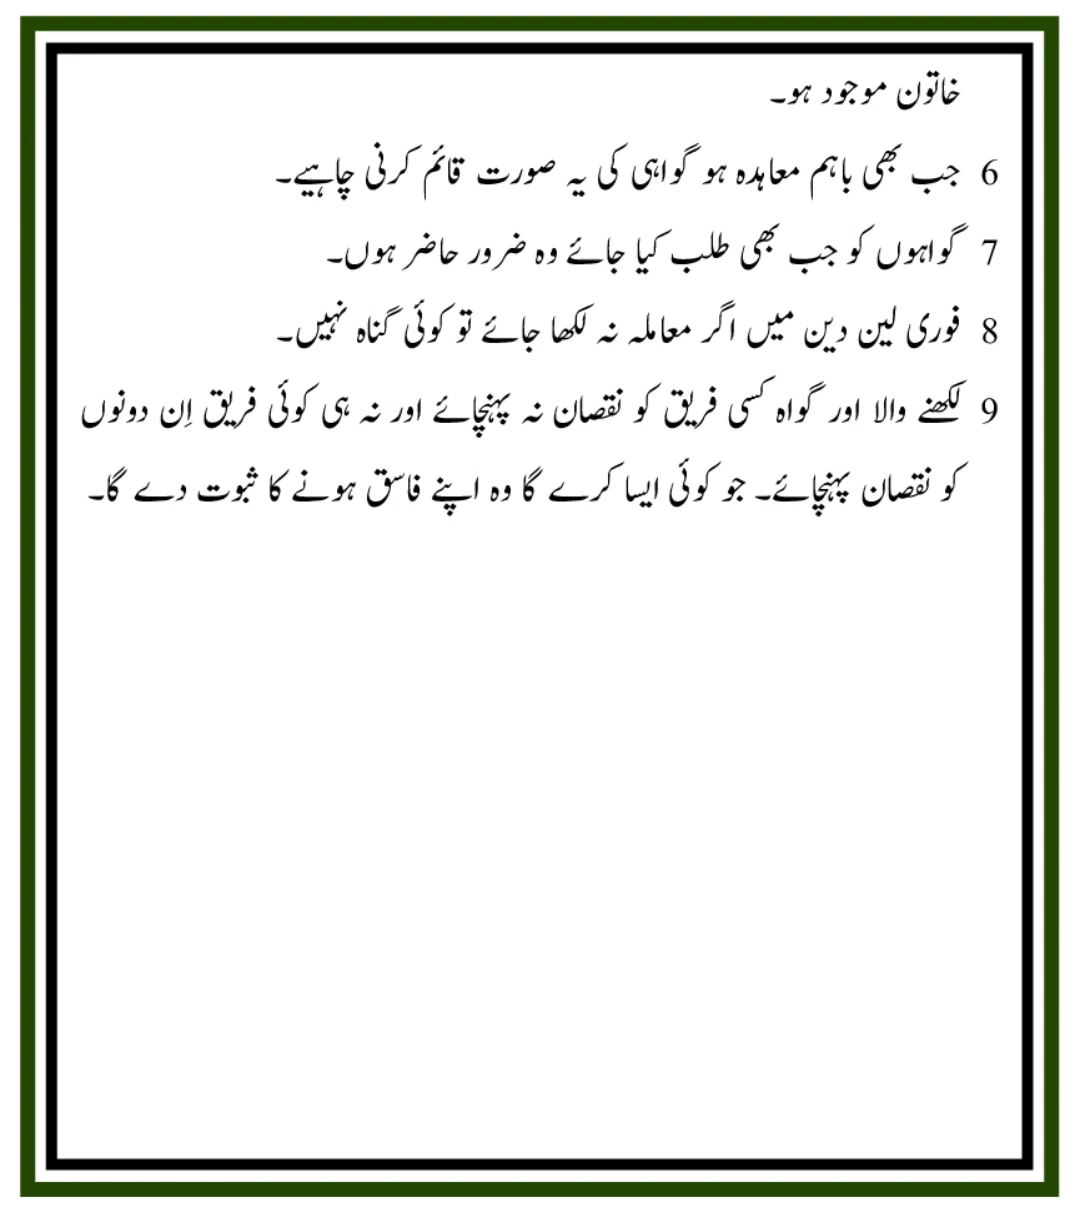 خاتون موجود ہو۔
6 جب بھی باہم معاہدہ ہو گواہی کی یہ صورت قائم کرنی چاہیے۔
7 گواہوں کو جب بھی طلب کیا جائے وہ ضرور حاضر ہوں۔
8 فوری لین دین میں اگر معاملہ نہ لکھا جائے تو کوئی گناہ نہیں۔
9 لکھنے والا اور گواہ کسی فریق کو نقصان نہ پہنچائے اور نہ ہی کوئی فریق اِن دونوں
کو نقصان پہنچائے۔ جو کوئی ایسا کرے گا وہ اپنے فاسق ہونے کا ثبوت دے گا۔